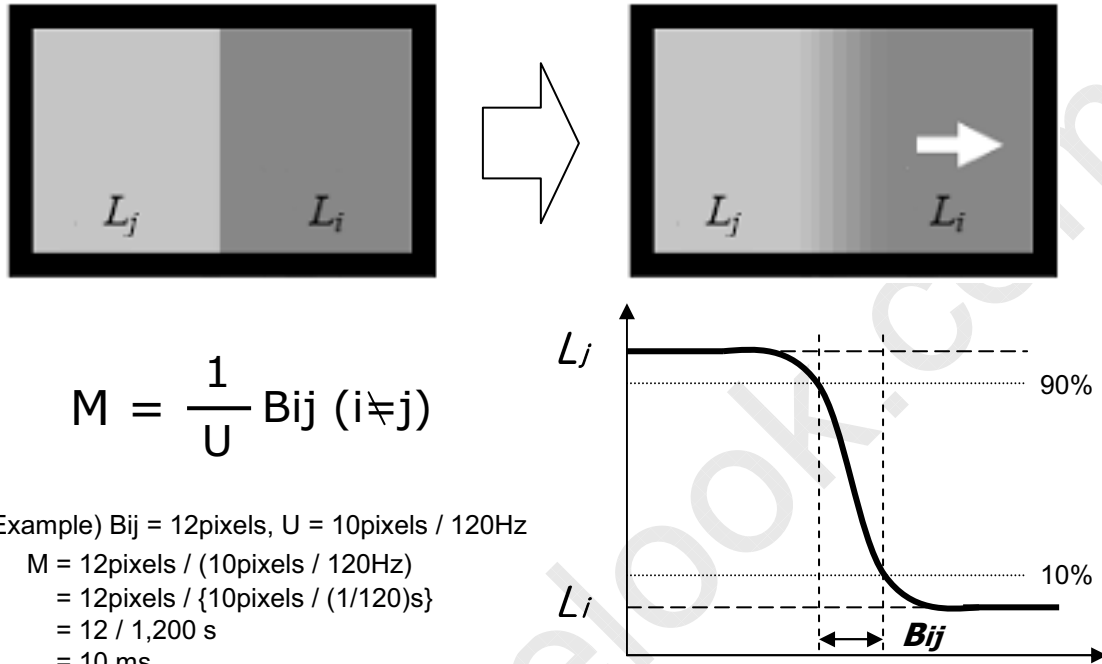 Lj Li
Lj Li
M = 1/U Bij (i≒j)
Example) Bij = 12pixels, U = 10pixels / 120Hz
M = 12pixels / (10pixels / 120Hz)
= 12pixels / {10pixels / (1/120)s}
= 12 / 1,200 s
= 10 ms
Lj
90%
10%
Li
Bij